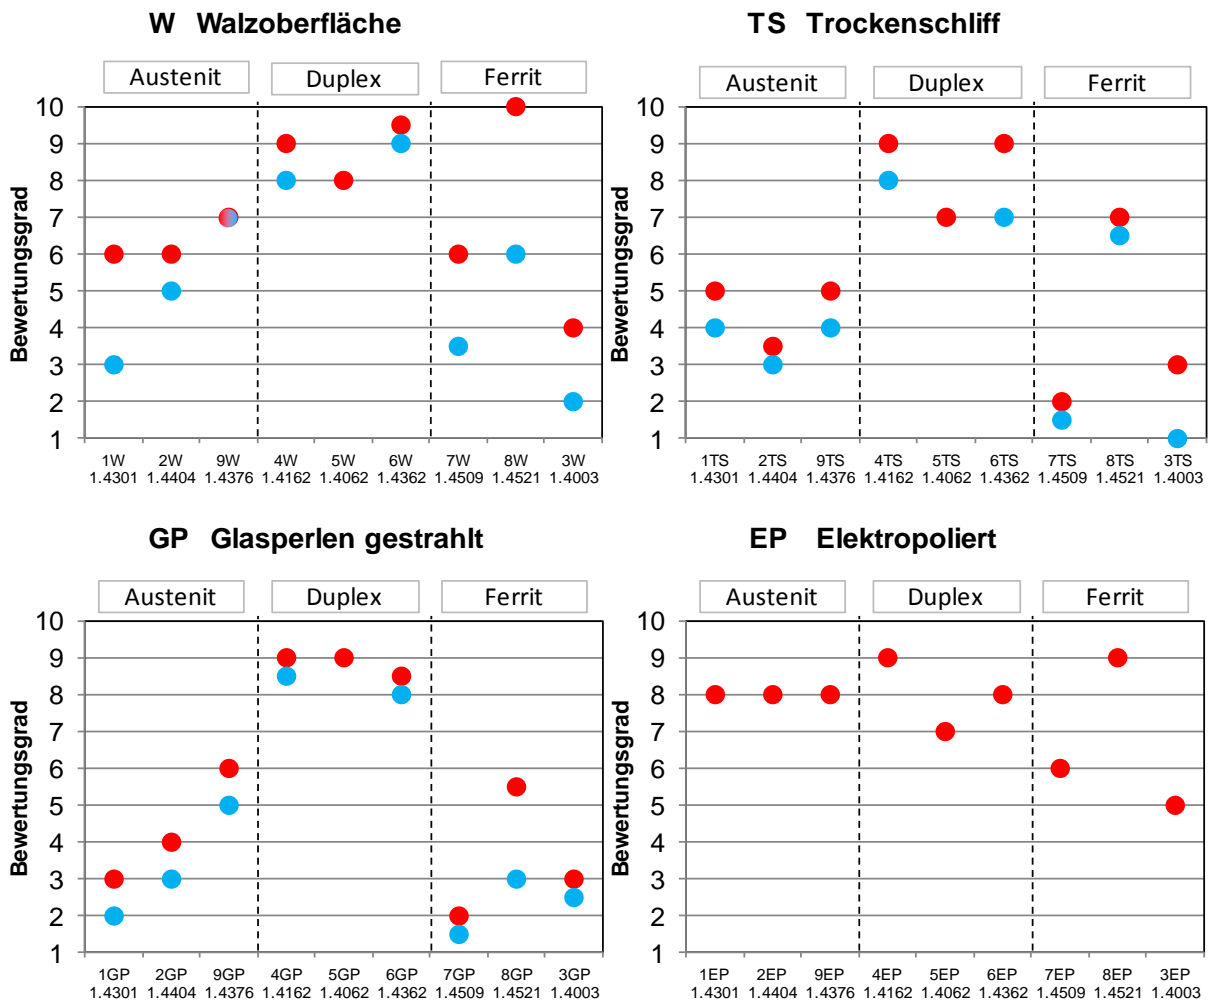 W Walzoberfläche
Austenit Duplex Ferrit
Bewertungsgrad
10
9
8
7
6
5
4
3
2
1
1W 2W 9W 4W 5W 6W 7W 8W 3W
1.4301 1.4404 1.4376 1.4162 1.4062 1.4362 1.4509 1.4521 1.4003
TS Trockenschliff
Austenit Duplex Ferrit
Bewertungsgrad
10
9
8
7
6
5
4
3
2
1
1TS 2TS 9TS 4TS 5TS 6TS 7TS 8TS 3TS
1.4301 1.4404 1.4376 1.4162 1.4062 1.4362 1.4509 1.4521 1.4003
GP Glasperlen gestrahlt
Austenit Duplex Ferrit
Bewertungsgrad
10
9
8
7
6
5
4
3
2
1
1GP 2GP 9GP 4GP 5GP 6GP 7GP 8GP 3GP
1.4301 1.4404 1.4376 1.4162 1.4062 1.4362 1.4509 1.4521 1.4003
EP Elektropoliert
Austenit Duplex Ferrit
Bewertungsgrad
10
9
8
7
6
5
4
3
2
1
1EP 2EP 9EP 4EP 5EP 6EP 7EP 8EP 3EP
1.4301 1.4404 1.4376 1.4162 1.4062 1.4362 1.4509 1.4521 1.4003